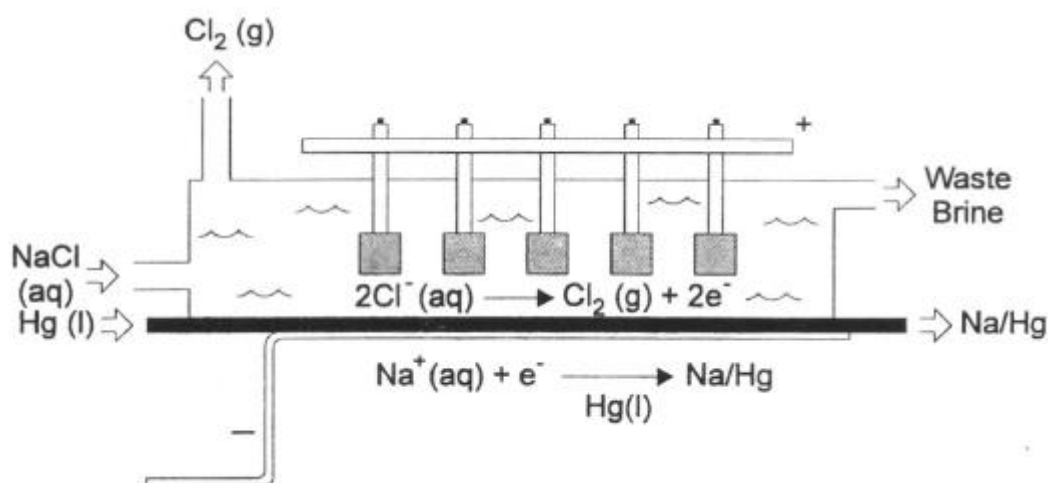 Cl₂ (g)
+
Waste
Brine
NaCl
(aq)
Hg (l)
2Cl⁻ (aq) ⟶ Cl₂ (g) + 2e⁻
Na/Hg
Na⁺ (aq) + e⁻ ⟶ Na/Hg
Hg(l)
−